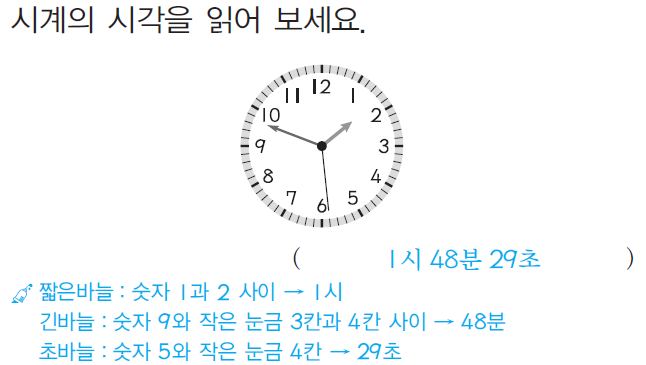 시계의 시각을 읽어 보세요.
12
11 1
10 2
9 3
8 4
7 5
6
( 1시 48분 29초 )
짧은바늘 : 숫자 1과 2 사이 → 1시
긴바늘 : 숫자 9와 작은 눈금 3칸과 4칸 사이 → 48분
초바늘 : 숫자 5와 작은 눈금 4칸 → 29초